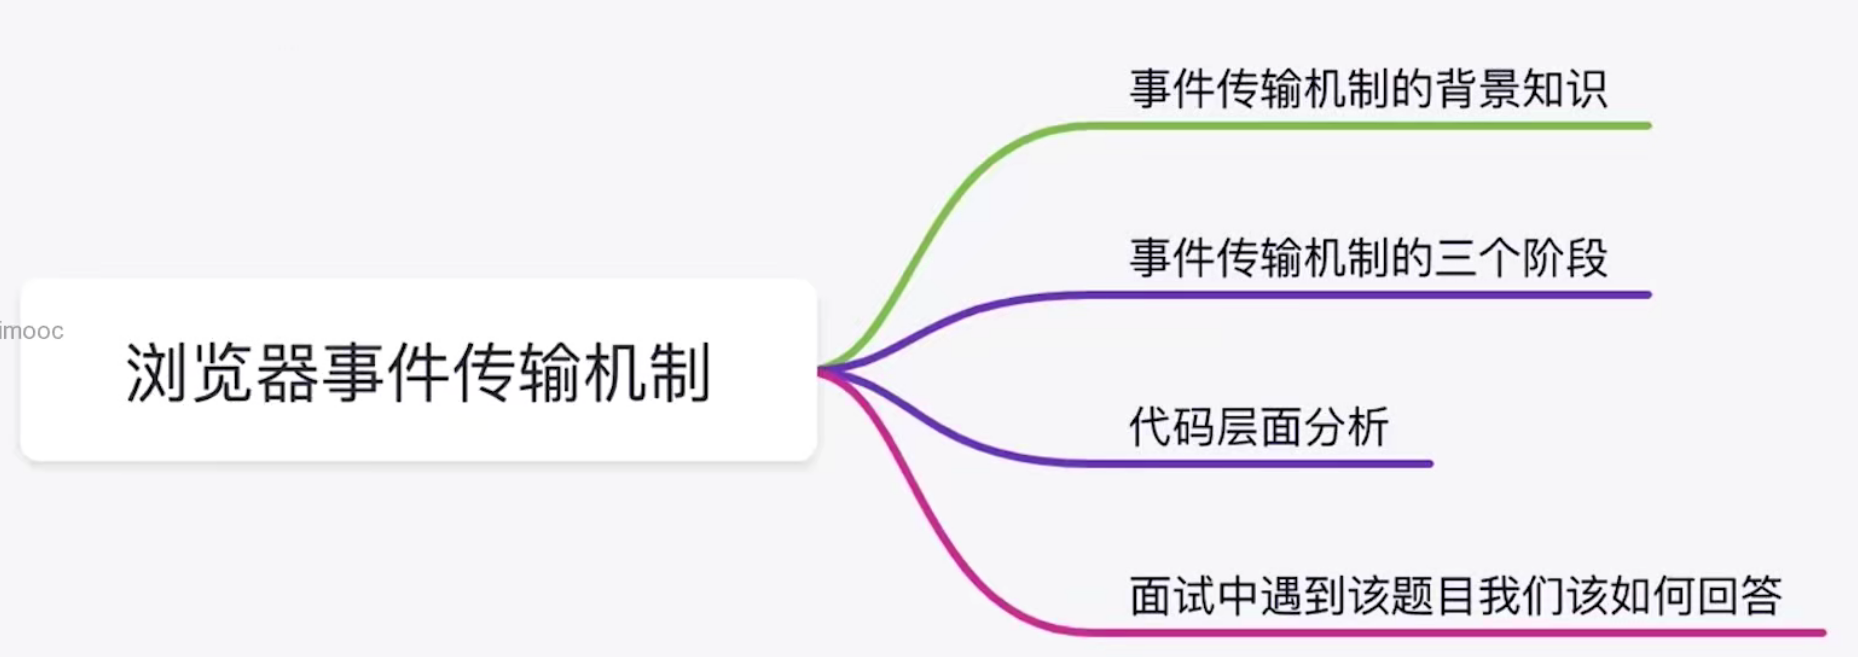 事件传输机制的背景知识
事件传输机制的三个阶段
imooc
浏览器事件传输机制
代码层面分析
面试中遇到该题目我们该如何回答